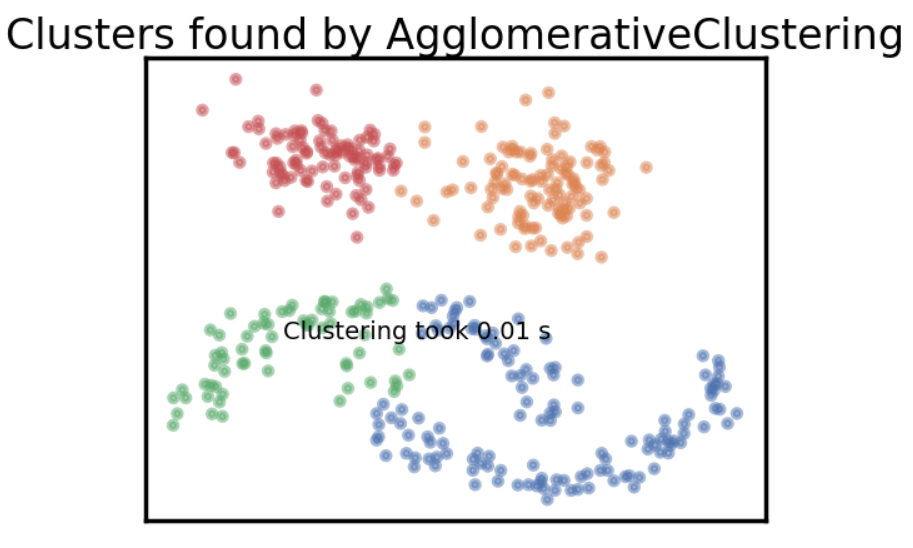 Clusters found by AgglomerativeClustering
Clustering took 0.01 s